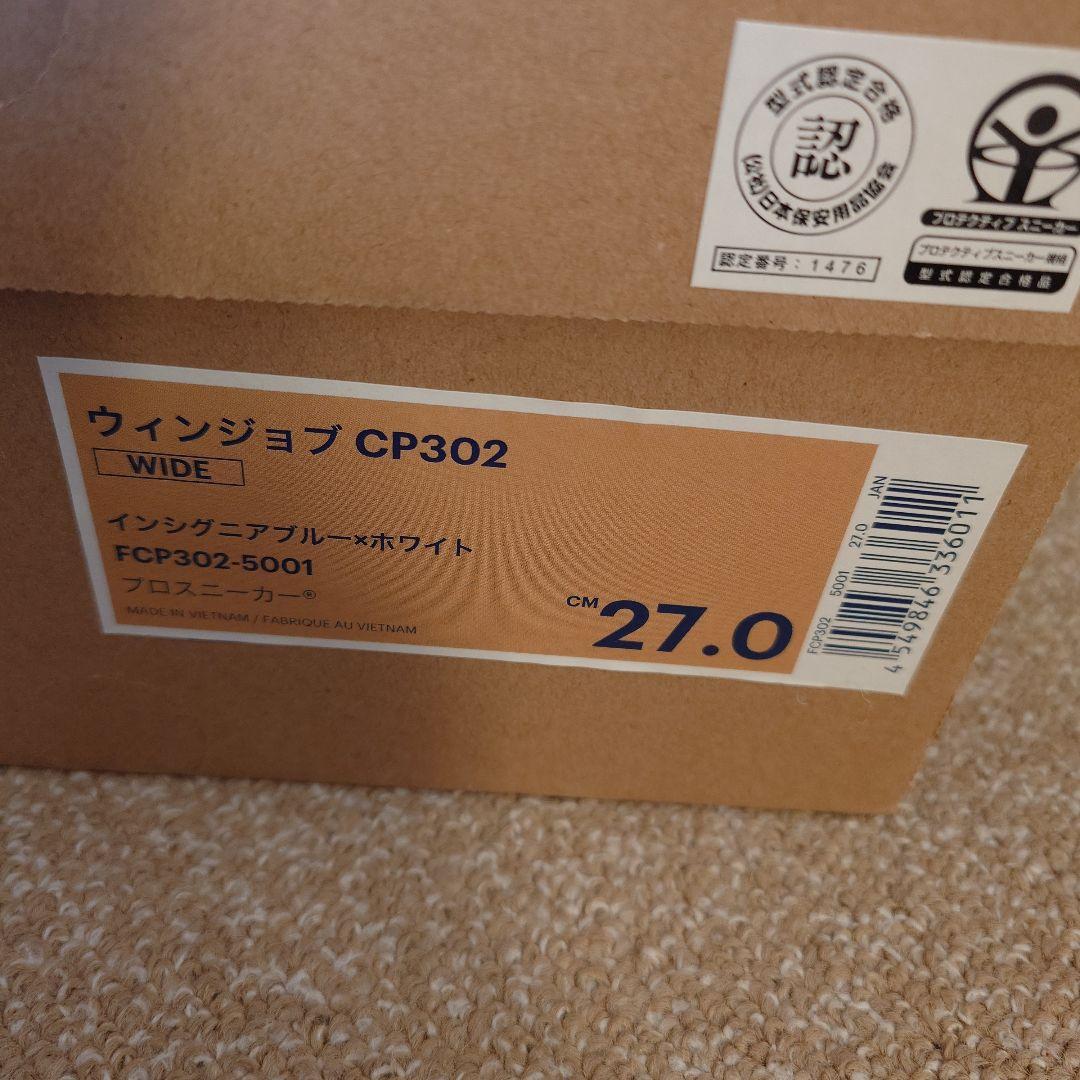 型式認定合格
認
(公社)日本保安用品協会
認定番号：1476
プロテクティブスニーカー
プロテクティブスニーカー規格
型式認定合格品
ウィンジョブ CP302
WIDE
インシグニアブルー×ホワイト
FCP302-5001
プロスニーカー®
MADE IN VIETNAM / FABRIQUE AU VIETNAM
CM 27.0
JAN
FCP302 5001 27.0
4549846336011